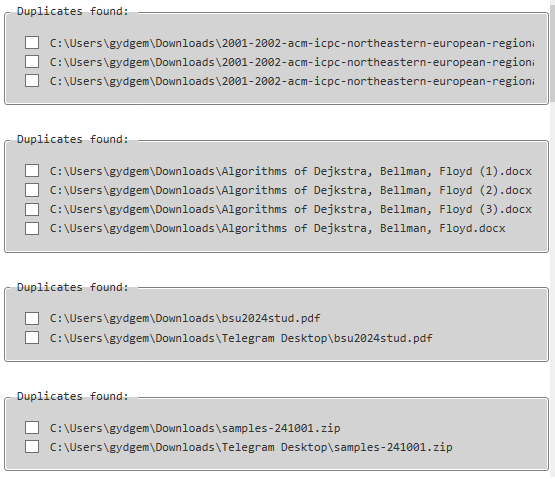 Duplicates found:
C:\Users\gydgem\Downloads\2001-2002-acm-icpc-northeastern-european-regiona
C:\Users\gydgem\Downloads\2001-2002-acm-icpc-northeastern-european-regiona
C:\Users\gydgem\Downloads\2001-2002-acm-icpc-northeastern-european-regiona
Duplicates found:
C:\Users\gydgem\Downloads\Algorithms of Dejkstra, Bellman, Floyd (1).docx
C:\Users\gydgem\Downloads\Algorithms of Dejkstra, Bellman, Floyd (2).docx
C:\Users\gydgem\Downloads\Algorithms of Dejkstra, Bellman, Floyd (3).docx
C:\Users\gydgem\Downloads\Algorithms of Dejkstra, Bellman, Floyd.docx
Duplicates found:
C:\Users\gydgem\Downloads\bsu2024stud.pdf
C:\Users\gydgem\Downloads\Telegram Desktop\bsu2024stud.pdf
Duplicates found:
C:\Users\gydgem\Downloads\samples-241001.zip
C:\Users\gydgem\Downloads\Telegram Desktop\samples-241001.zip